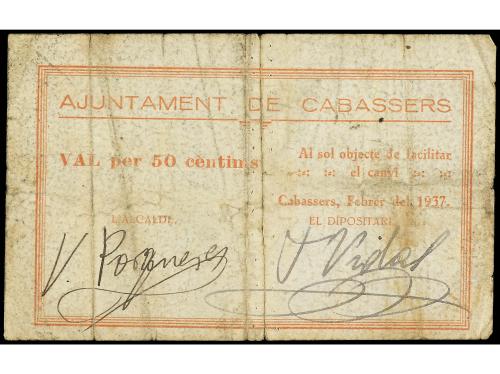 AJUNTAMENT DE CABASSERS
VAL per 50 cèntims
Al sol objecte de facilitar
el canvi
Cabassers, Febrer del 1937.
L'ALCALDE,
EL DIPOSITARI,
V. Porqueres
J Vidal